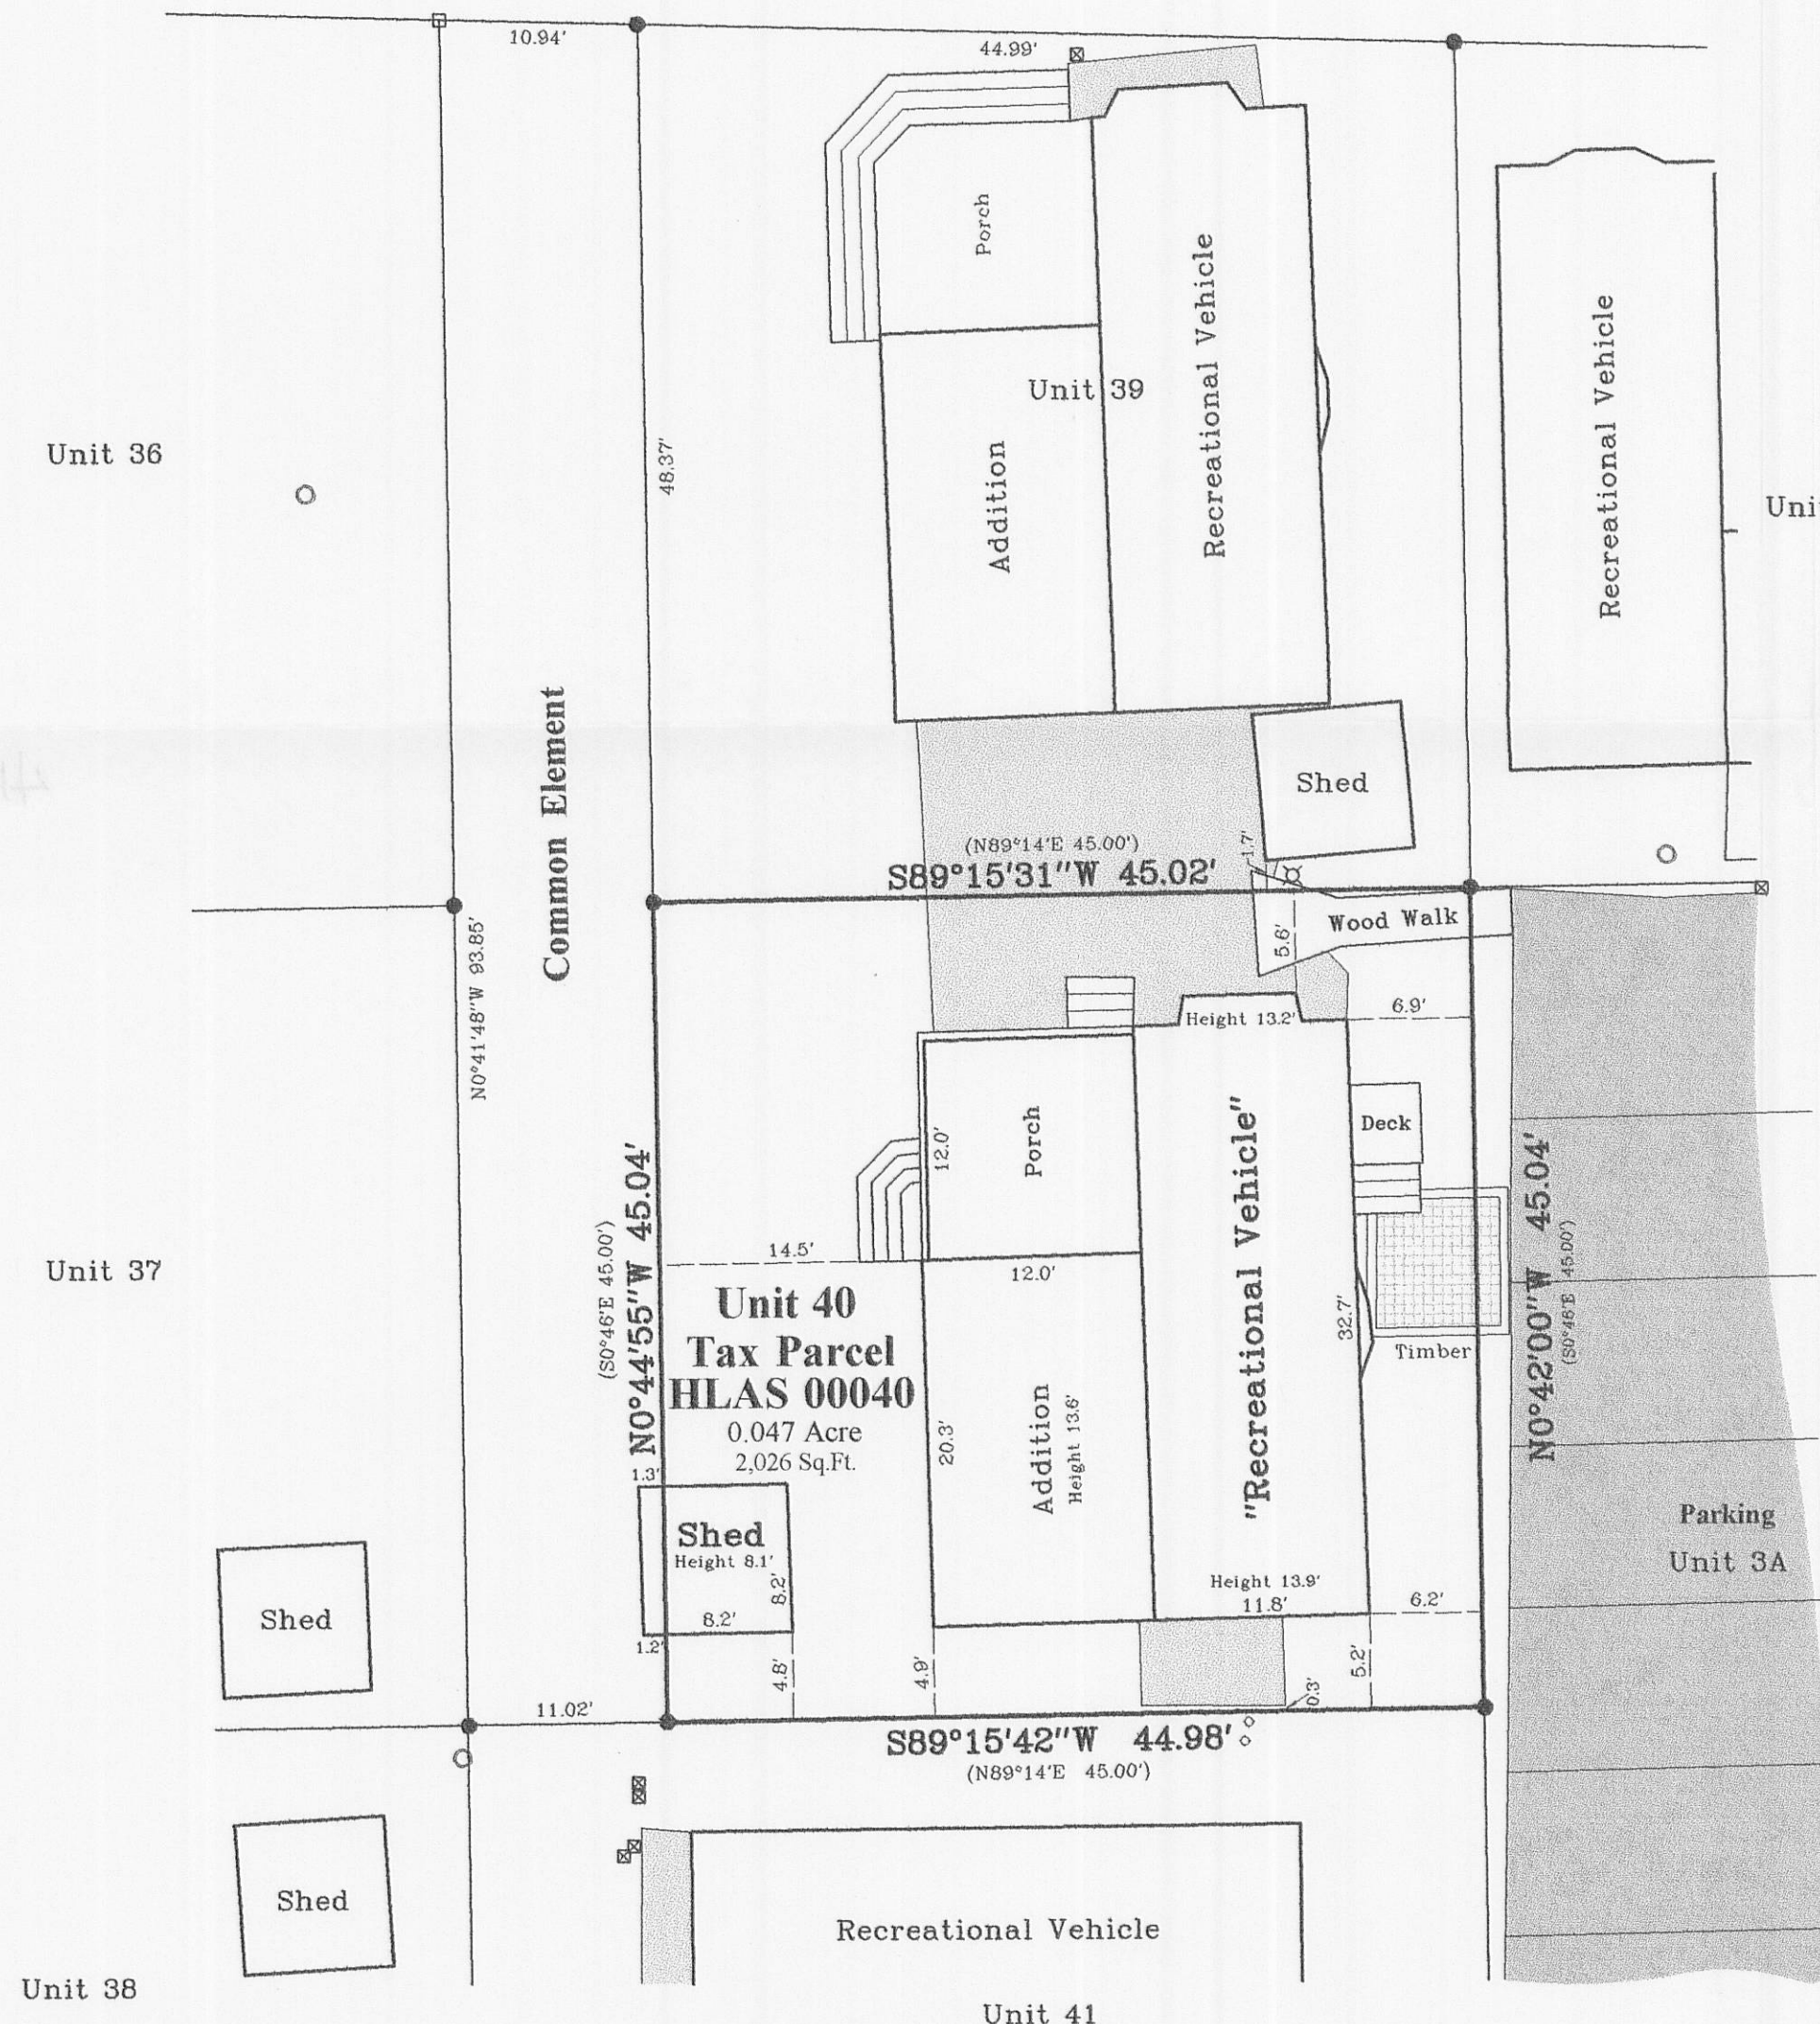 10.94'
44.99'
Porch
Recreational Vehicle
Recreational Vehicle
Unit 39
Unit 36
48.37'
Addition
Common Element
Shed
(N89°14'E 45.00')
S89°15'31"W 45.02'
1.7'
Wood Walk
5.6'
N0°41'48"W 93.85'
Height 13.2'
6.9'
Deck
Porch
12.0'
"Recreational Vehicle"
14.5'
12.0'
Unit 37
(S0°46'E 45.00')
N0°44'55"W 45.04'
Unit 40
Tax Parcel
HLAS 00040
0.047 Acre
2,026 Sq.Ft.
32.7'
Timber
N0°42'00"W 45.04'
(S0°46'E 45.00')
Addition
Height 13.6'
20.3'
1.3'
Shed
Height 8.1'
8.2'
8.2'
1.2'
Parking
Unit 3A
Height 13.9'
11.8'
6.2'
Shed
4.8'
4.9'
5.2'
0.3'
11.02'
S89°15'42"W 44.98'
(N89°14'E 45.00')
Shed
Recreational Vehicle
Unit 38
Unit 41